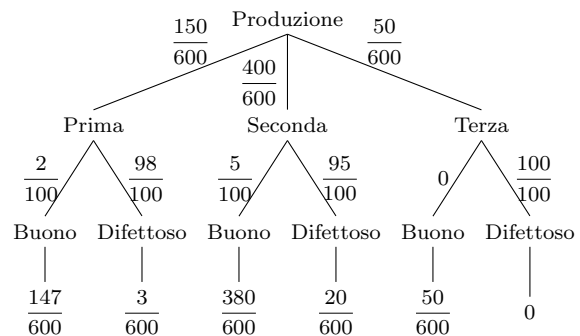 Produzione
150/600
400/600
50/600
Prima Seconda Terza
2/100 98/100 5/100 95/100 0 100/100
Buono Difettoso Buono Difettoso Buono Difettoso
147/600 3/600 380/600 20/600 50/600 0